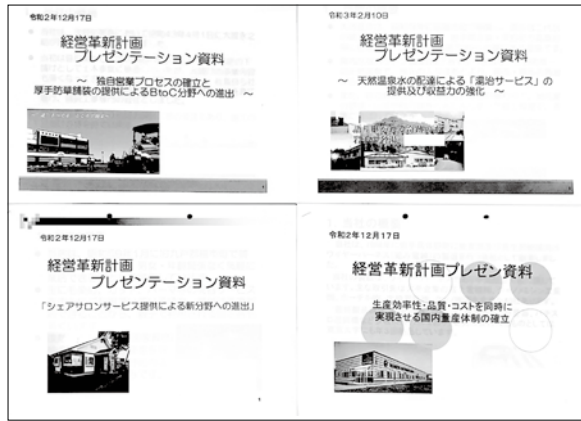 令和2年12月17日
経営革新計画
プレゼンテーション資料
～ 独自営業プロセスの確立と
厚手防草舗装の提供によるBtoC分野への進出 ～
令和3年2月10日
経営革新計画
プレゼンテーション資料
～ 天然温泉水の配達による「湯治サービス」の
提供及び収益力の強化 ～
令和2年12月17日
経営革新計画
プレゼンテーション資料
「シェアサロンサービス提供による新分野への進出」
令和2年12月17日
経営革新計画プレゼン資料
生産効率性・品質・コストを同時に
実現させる国内量産体制の確立